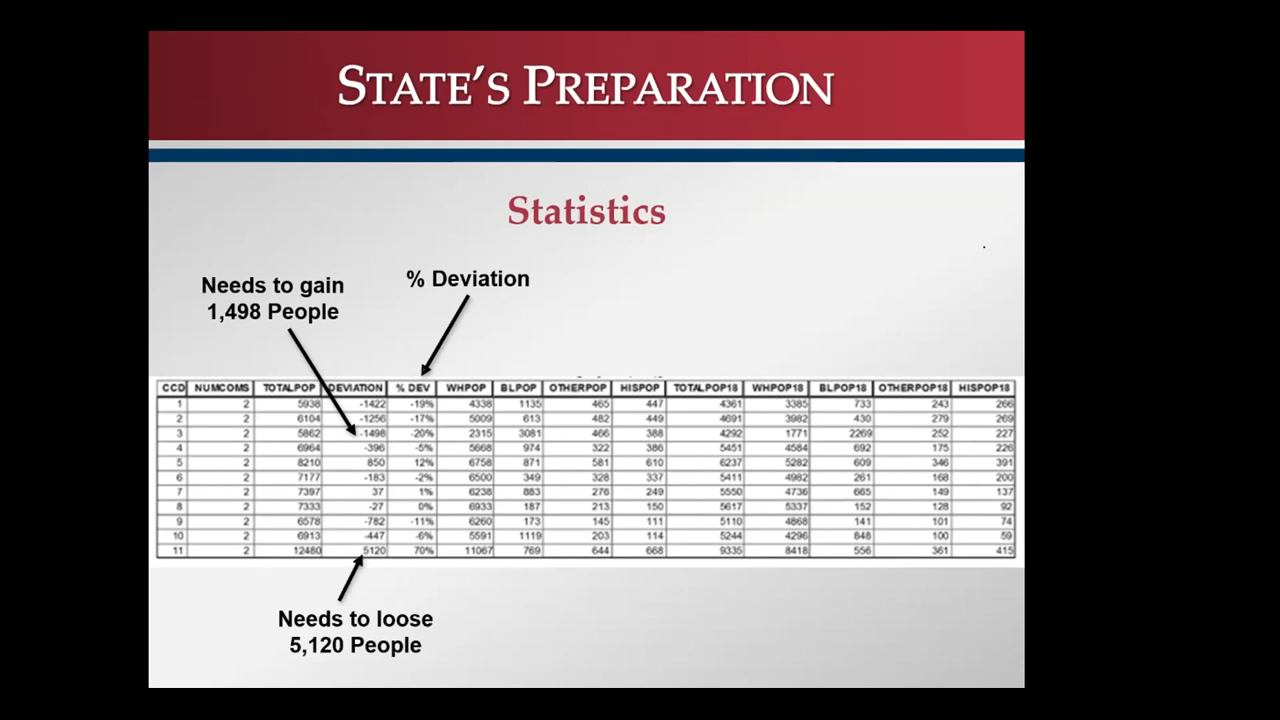 STATE'S PREPARATION
Statistics
Needs to gain
1,498 People
% Deviation
CCD NUMCOMS TOTALPOP DEVIATION % DEV WHPOP BLPOP OTHERPOP HISPOP TOTALPOP18 WHPOP18 BLPOP18 OTHERPOP18 HISPOP18
1 2 5938 -1422 -19% 4338 1135 465 447 4361 3385 733 243 266
2 2 6104 -1256 -17% 5009 613 482 449 4691 3982 430 279 269
3 2 5862 -1498 -20% 2315 3081 466 388 4292 1771 2269 252 227
4 2 6964 -396 -5% 5668 974 322 386 5451 4584 692 175 226
5 2 8210 850 12% 6758 871 581 610 6237 5282 609 346 391
6 2 7177 -183 -2% 6500 349 328 337 5411 4982 261 168 200
7 2 7397 37 1% 6238 883 276 249 5550 4736 665 149 137
8 2 7333 -27 0% 6933 187 213 150 5617 5337 152 128 92
9 2 6578 -782 -11% 6260 173 145 111 5110 4868 141 101 74
10 2 6913 -447 -6% 5591 1119 203 114 5244 4296 848 100 59
11 2 12480 5120 70% 11067 769 644 668 9335 8418 556 361 415
Needs to loose
5,120 People